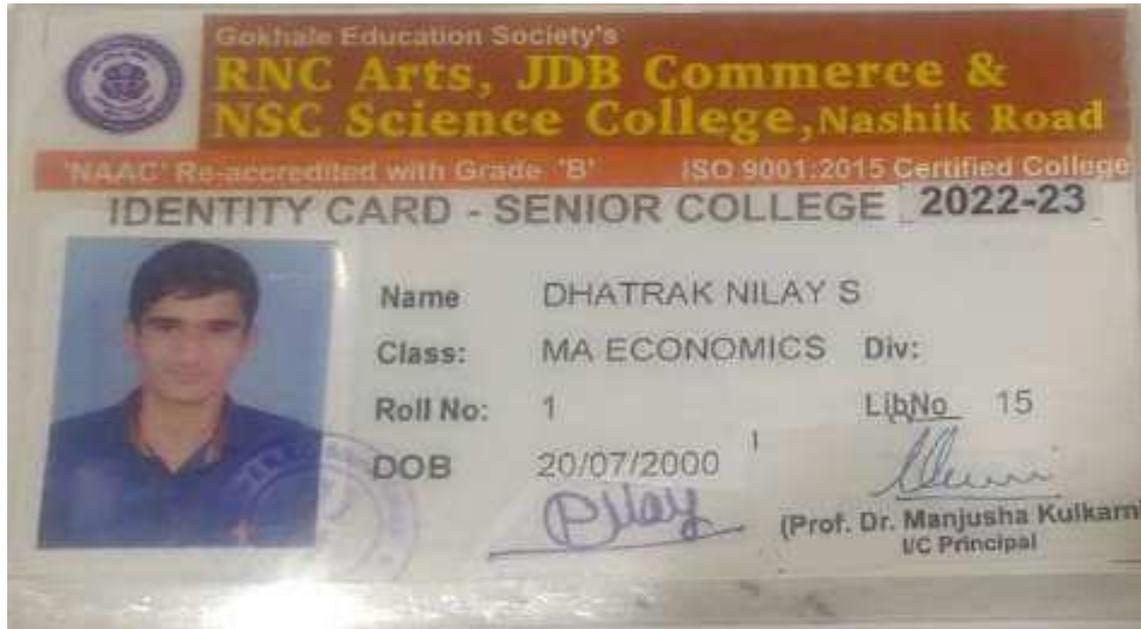 Gokhale Education Society's
RNC Arts, JDB Commerce &
NSC Science College,Nashik Road
'NAAC' Re-accredited with Grade 'B' ISO 9001:2015 Certified College
IDENTITY CARD - SENIOR COLLEGE 2022-23
Name DHATRAK NILAY S
Class: MA ECONOMICS Div:
Roll No: 1 LibNo 15
DOB 20/07/2000
(Prof. Dr. Manjusha Kulkarni
I/C Principal